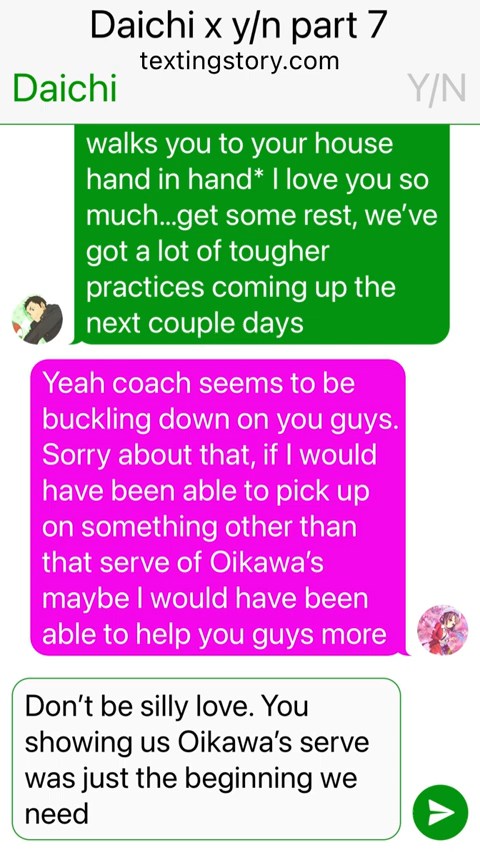 Daichi x y/n part 7
textingstory.com
Daichi
Y/N
walks you to your house
hand in hand* I love you so
much...get some rest, we’ve
got a lot of tougher
practices coming up the
next couple days
Yeah coach seems to be
buckling down on you guys.
Sorry about that, if I would
have been able to pick up
on something other than
that serve of Oikawa’s
maybe I would have been
able to help you guys more
Don’t be silly love. You
showing us Oikawa’s serve
was just the beginning we
need